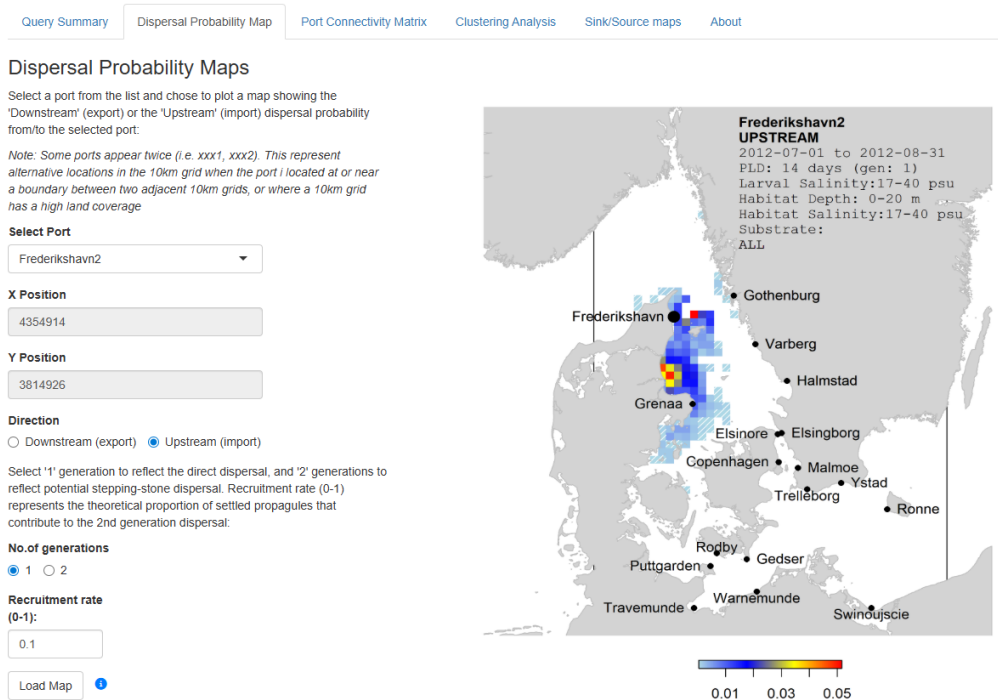 Query Summary
Dispersal Probability Map
Port Connectivity Matrix
Clustering Analysis
Sink/Source maps
About
Dispersal Probability Maps
Select a port from the list and chose to plot a map showing the
'Downstream' (export) or the 'Upstream' (import) dispersal probability
from/to the selected port:
Note: Some ports appear twice (i.e. xxx1, xxx2). This represent
alternative locations in the 10km grid when the port i located at or near
a boundary between two adjacent 10km grids, or where a 10km grid
has a high land coverage
Select Port
Frederikshavn2
X Position
4354914
Y Position
3814926
Direction
Downstream (export)
Upstream (import)
Select '1' generation to reflect the direct dispersal, and '2' generations to
reflect potential stepping-stone dispersal. Recruitment rate (0-1)
represents the theoretical proportion of settled propagules that
contribute to the 2nd generation dispersal:
No.of generations
1
2
Recruitment rate
(0-1):
0.1
Load Map
Frederikshavn2
UPSTREAM
2012-07-01 to 2012-08-31
PLD: 14 days (gen: 1)
Larval Salinity:17-40 psu
Habitat Depth: 0-20 m
Habitat Salinity:17-40 psu
Substrate:
ALL
Gothenburg
Frederikshavn
Varberg
Halmstad
Grenaa
Elsinore
Elsingborg
Copenhagen
Malmoe
Ystad
Trelleborg
Ronne
Rodby
Gedser
Puttgarden
Warnemunde
Travemunde
Swinoujscie
0.01
0.03
0.05